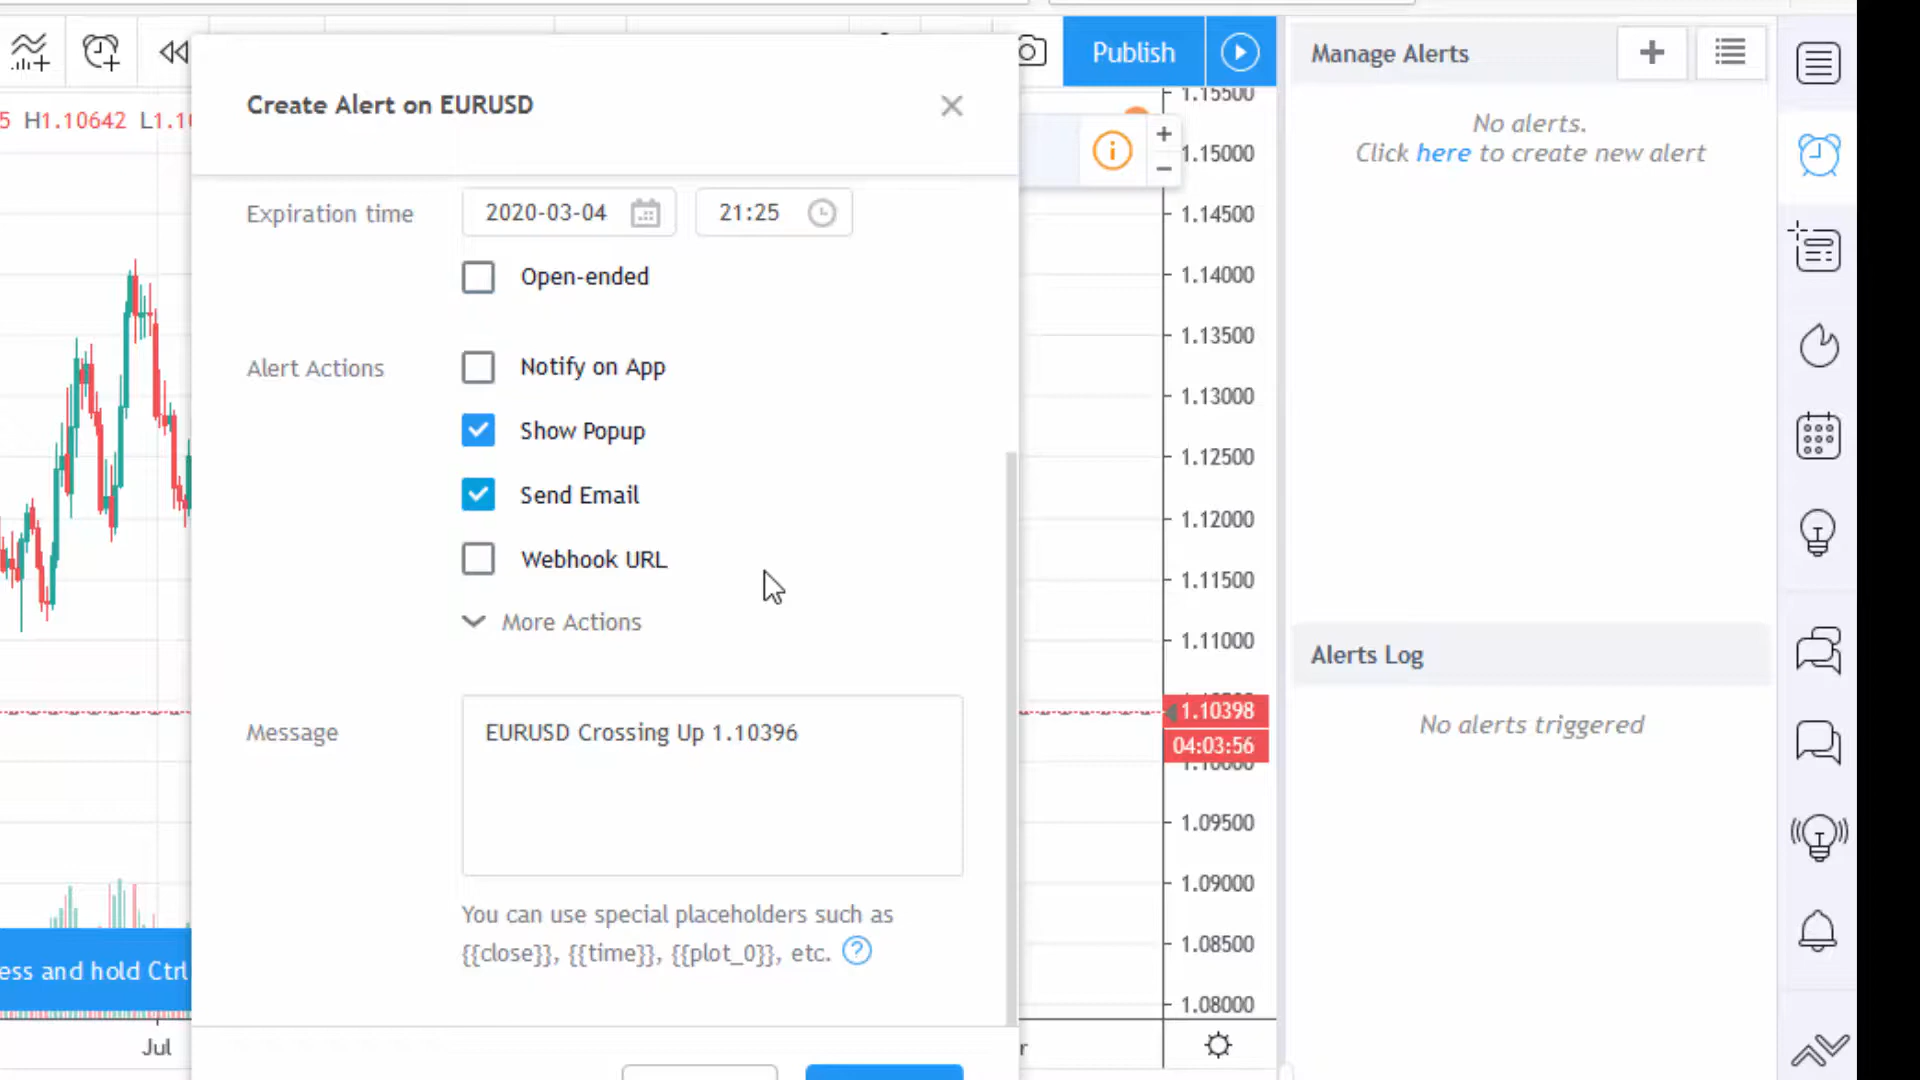 Publish
Manage Alerts
5 H1.10642 L1.10
Create Alert on EURUSD
No alerts.
Click here to create new alert
Expiration time
2020-03-04
21:25
Open-ended
Alert Actions
Notify on App
Show Popup
Send Email
Webhook URL
More Actions
Message
EURUSD Crossing Up 1.10396
You can use special placeholders such as
{{close}}, {{time}}, {{plot_0}}, etc.
ess and hold Ctrl
Jul
1.15500
1.15000
1.14500
1.14000
1.13500
1.13000
1.12500
1.12000
1.11500
1.11000
1.10398
04:03:56
1.10000
1.09500
1.09000
1.08500
1.08000
r
Alerts Log
No alerts triggered